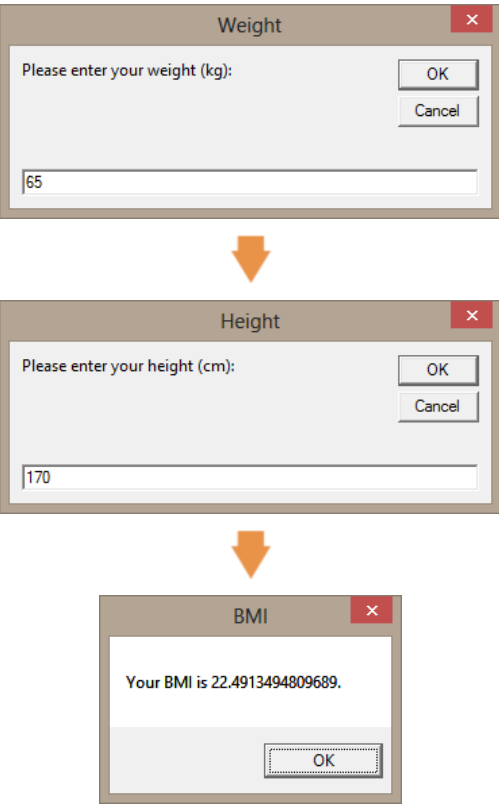 Weight
Please enter your weight (kg):
OK
Cancel
65
Height
Please enter your height (cm):
OK
Cancel
170
BMI
Your BMI is 22.4913494809689.
OK